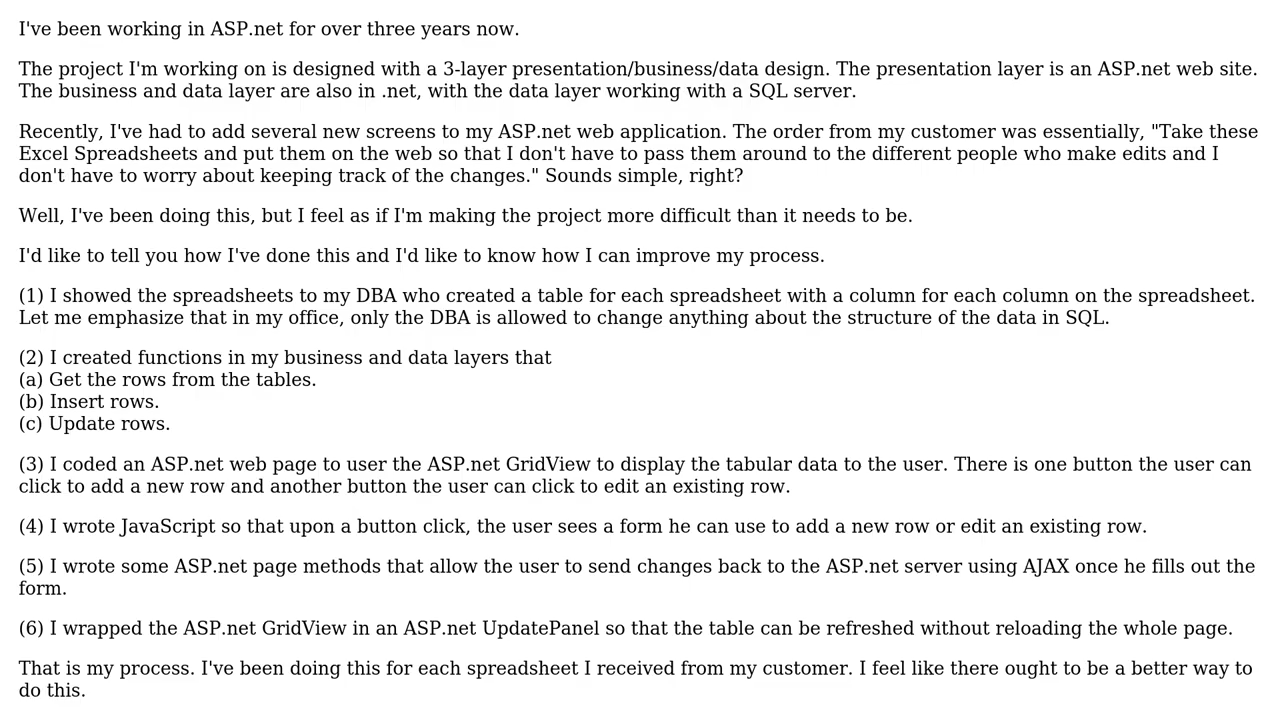 I've been working in ASP.net for over three years now.
The project I'm working on is designed with a 3-layer presentation/business/data design. The presentation layer is an ASP.net web site.
The business and data layer are also in .net, with the data layer working with a SQL server.
Recently, I've had to add several new screens to my ASP.net web application. The order from my customer was essentially, "Take these
Excel Spreadsheets and put them on the web so that I don't have to pass them around to the different people who make edits and I
don't have to worry about keeping track of the changes." Sounds simple, right?
Well, I've been doing this, but I feel as if I'm making the project more difficult than it needs to be.
I'd like to tell you how I've done this and I'd like to know how I can improve my process.
(1) I showed the spreadsheets to my DBA who created a table for each spreadsheet with a column for each column on the spreadsheet.
Let me emphasize that in my office, only the DBA is allowed to change anything about the structure of the data in SQL.
(2) I created functions in my business and data layers that
(a) Get the rows from the tables.
(b) Insert rows.
(c) Update rows.
(3) I coded an ASP.net web page to user the ASP.net GridView to display the tabular data to the user. There is one button the user can
click to add a new row and another button the user can click to edit an existing row.
(4) I wrote JavaScript so that upon a button click, the user sees a form he can use to add a new row or edit an existing row.
(5) I wrote some ASP.net page methods that allow the user to send changes back to the ASP.net server using AJAX once he fills out the
form.
(6) I wrapped the ASP.net GridView in an ASP.net UpdatePanel so that the table can be refreshed without reloading the whole page.
That is my process. I've been doing this for each spreadsheet I received from my customer. I feel like there ought to be a better way to
do this.